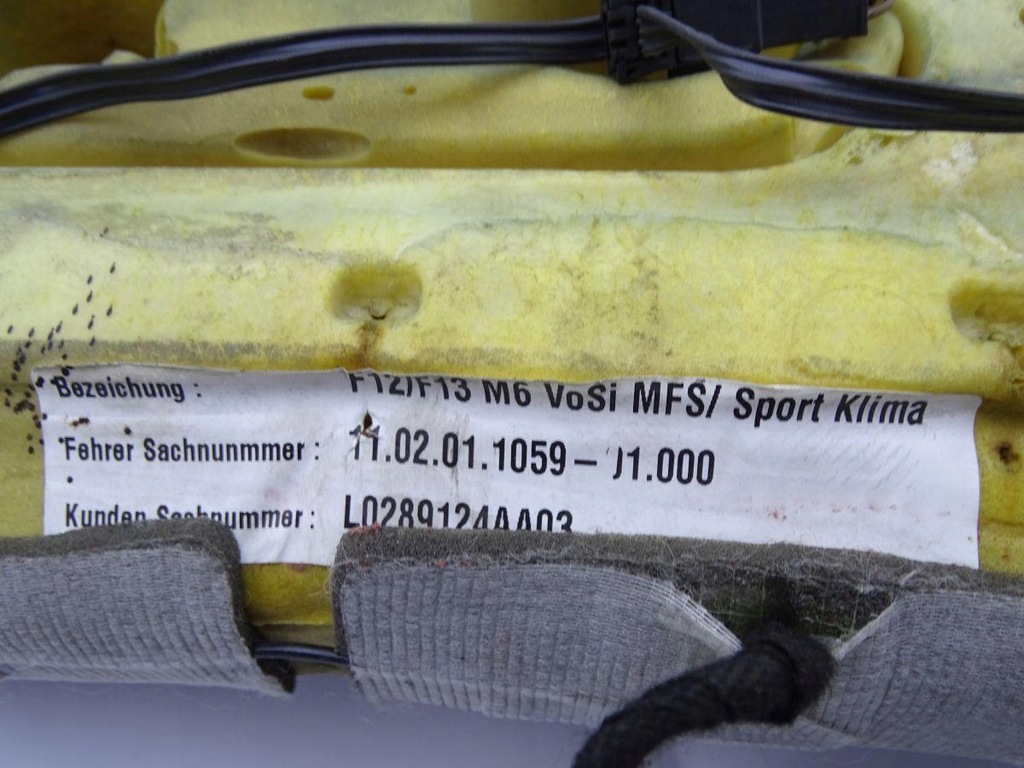 Bezeichung : F12/F13 M6 VoSi MFS/ Sport Klima
Fehrer Sachnunmmer : 11.02.01.1059 – 01.000
Kunden Sachnummer : L0289124AA03